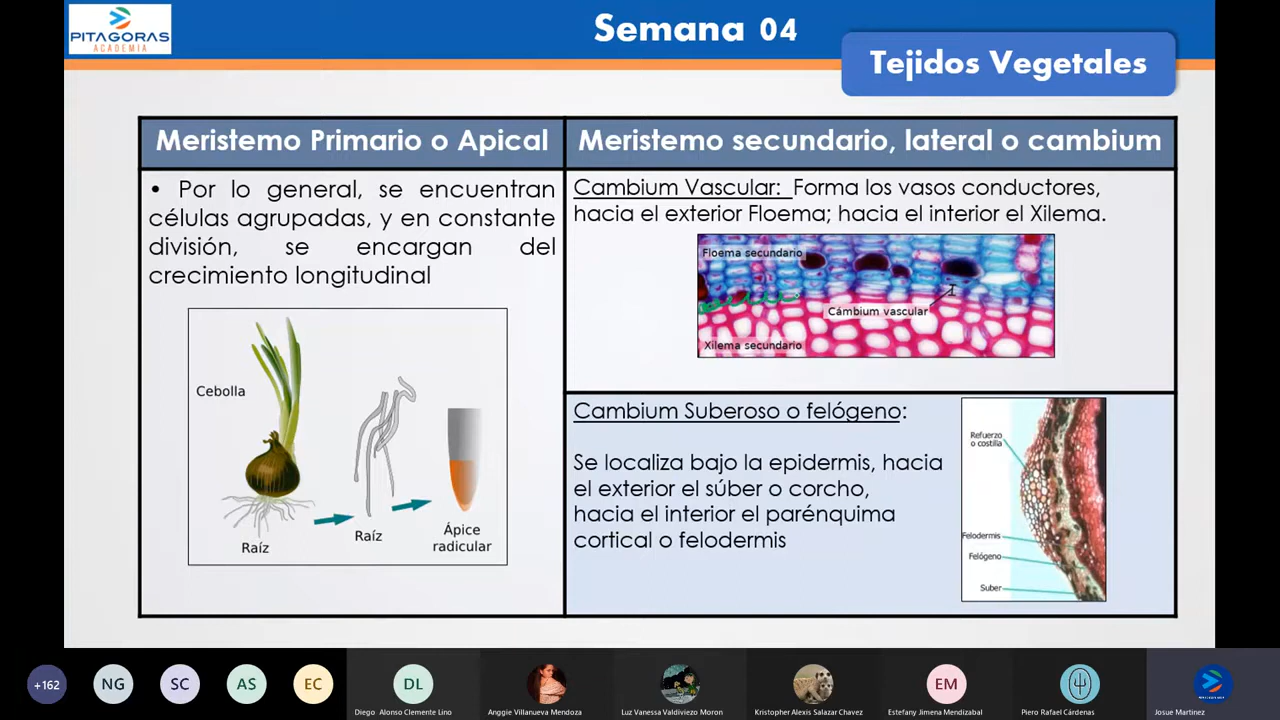 PITAGORAS
ACADEMIA
Semana 04
Tejidos Vegetales
Meristemo Primario o Apical
• Por lo general, se encuentran
células agrupadas, y en constante
división, se encargan del
crecimiento longitudinal
Cebolla
Raíz
Raíz
Ápice
radicular
Meristemo secundario, lateral o cambium
Cambium Vascular: Forma los vasos conductores,
hacia el exterior Floema; hacia el interior el Xilema.
Floema secundario
Cámbium vascular
Xilema secundario
Cambium Suberoso o felógeno:
Se localiza bajo la epidermis, hacia
el exterior el súber o corcho,
hacia el interior el parénquima
cortical o felodermis
Refuerzo
o costilla
Felodermis
Felógeno
Suber
+162
NG
SC
AS
EC
DL
EM
Diego Alonso Clemente Lino
Anggie Villanueva Mendoza
Luz Vanessa Valdiviezo Moron
Kristopher Alexis Salazar Chavez
Estefany Jimena Mendizabal
Piero Rafael Cárdenas
Josue Martinez